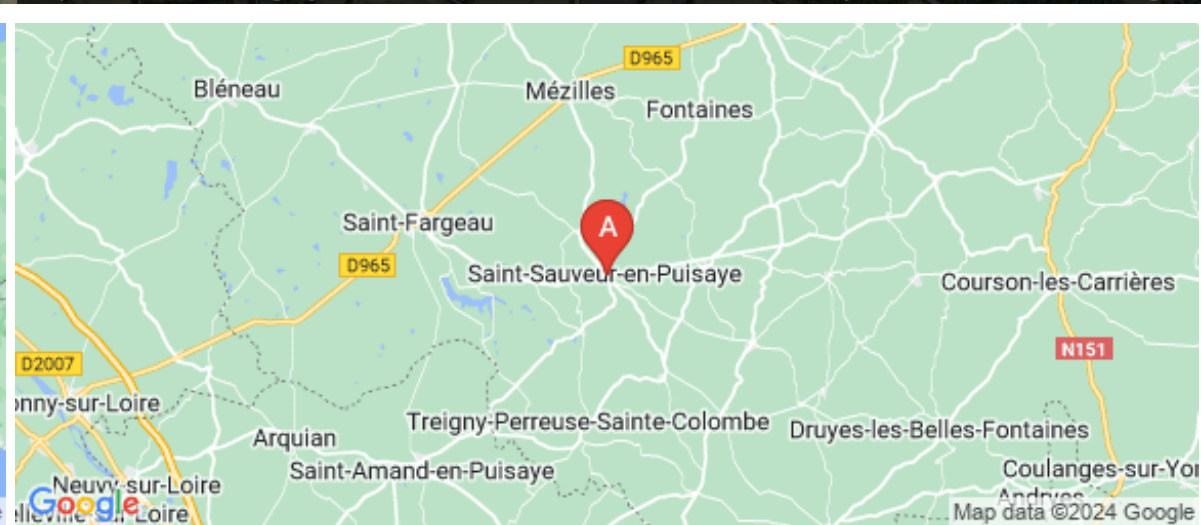 D965
Bléneau
Mézilles
Fontaines
A
Saint-Fargeau
D965
Saint-Sauveur-en-Puisaye
Courson-les-Carrières
D2007
N151
onny-sur-Loire
Treigny-Perreuse-Sainte-Colombe
Druyes-les-Belles-Fontaines
Arquian
Saint-Amand-en-Puisaye
Coulanges-sur-Yon
Neuvy-sur-Loire
Andryes
Google
Loire
Map data ©2024 Google